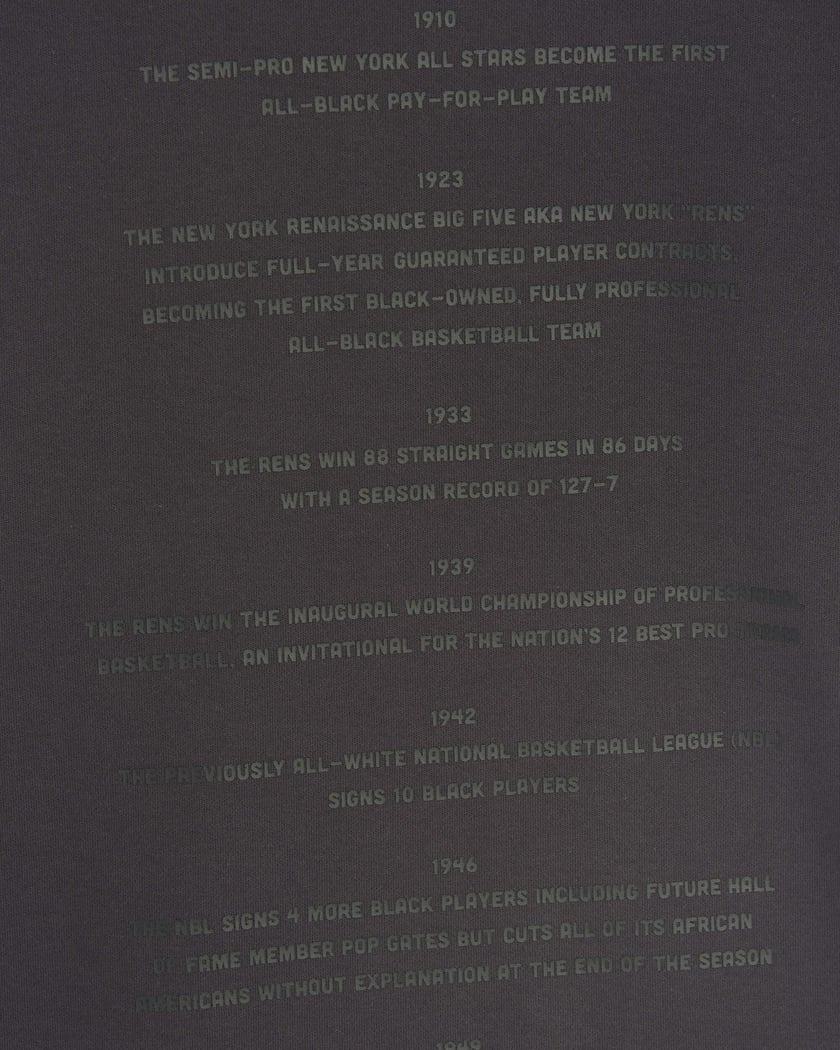 1910
THE SEMI-PRO NEW YORK ALL STARS BECOME THE FIRST
ALL-BLACK PAY-FOR-PLAY TEAM
1923
THE NEW YORK RENAISSANCE BIG FIVE AKA NEW YORK "RENS"
INTRODUCE FULL-YEAR GUARANTEED PLAYER CONTRACTS,
BECOMING THE FIRST BLACK-OWNED, FULLY PROFESSIONAL
ALL-BLACK BASKETBALL TEAM
1933
THE RENS WIN 88 STRAIGHT GAMES IN 86 DAYS
WITH A SEASON RECORD OF 127-7
1939
THE RENS WIN THE INAUGURAL WORLD CHAMPIONSHIP OF PROFESSIONAL
BASKETBALL, AN INVITATIONAL FOR THE NATION'S 12 BEST PRO
1942
THE PREVIOUSLY ALL-WHITE NATIONAL BASKETBALL LEAGUE (NBL)
SIGNS 10 BLACK PLAYERS
1946
THE NBL SIGNS 4 MORE BLACK PLAYERS INCLUDING FUTURE HALL
OF FAME MEMBER POP GATES BUT CUTS ALL OF ITS AFRICAN
AMERICANS WITHOUT EXPLANATION AT THE END OF THE SEASON
1949